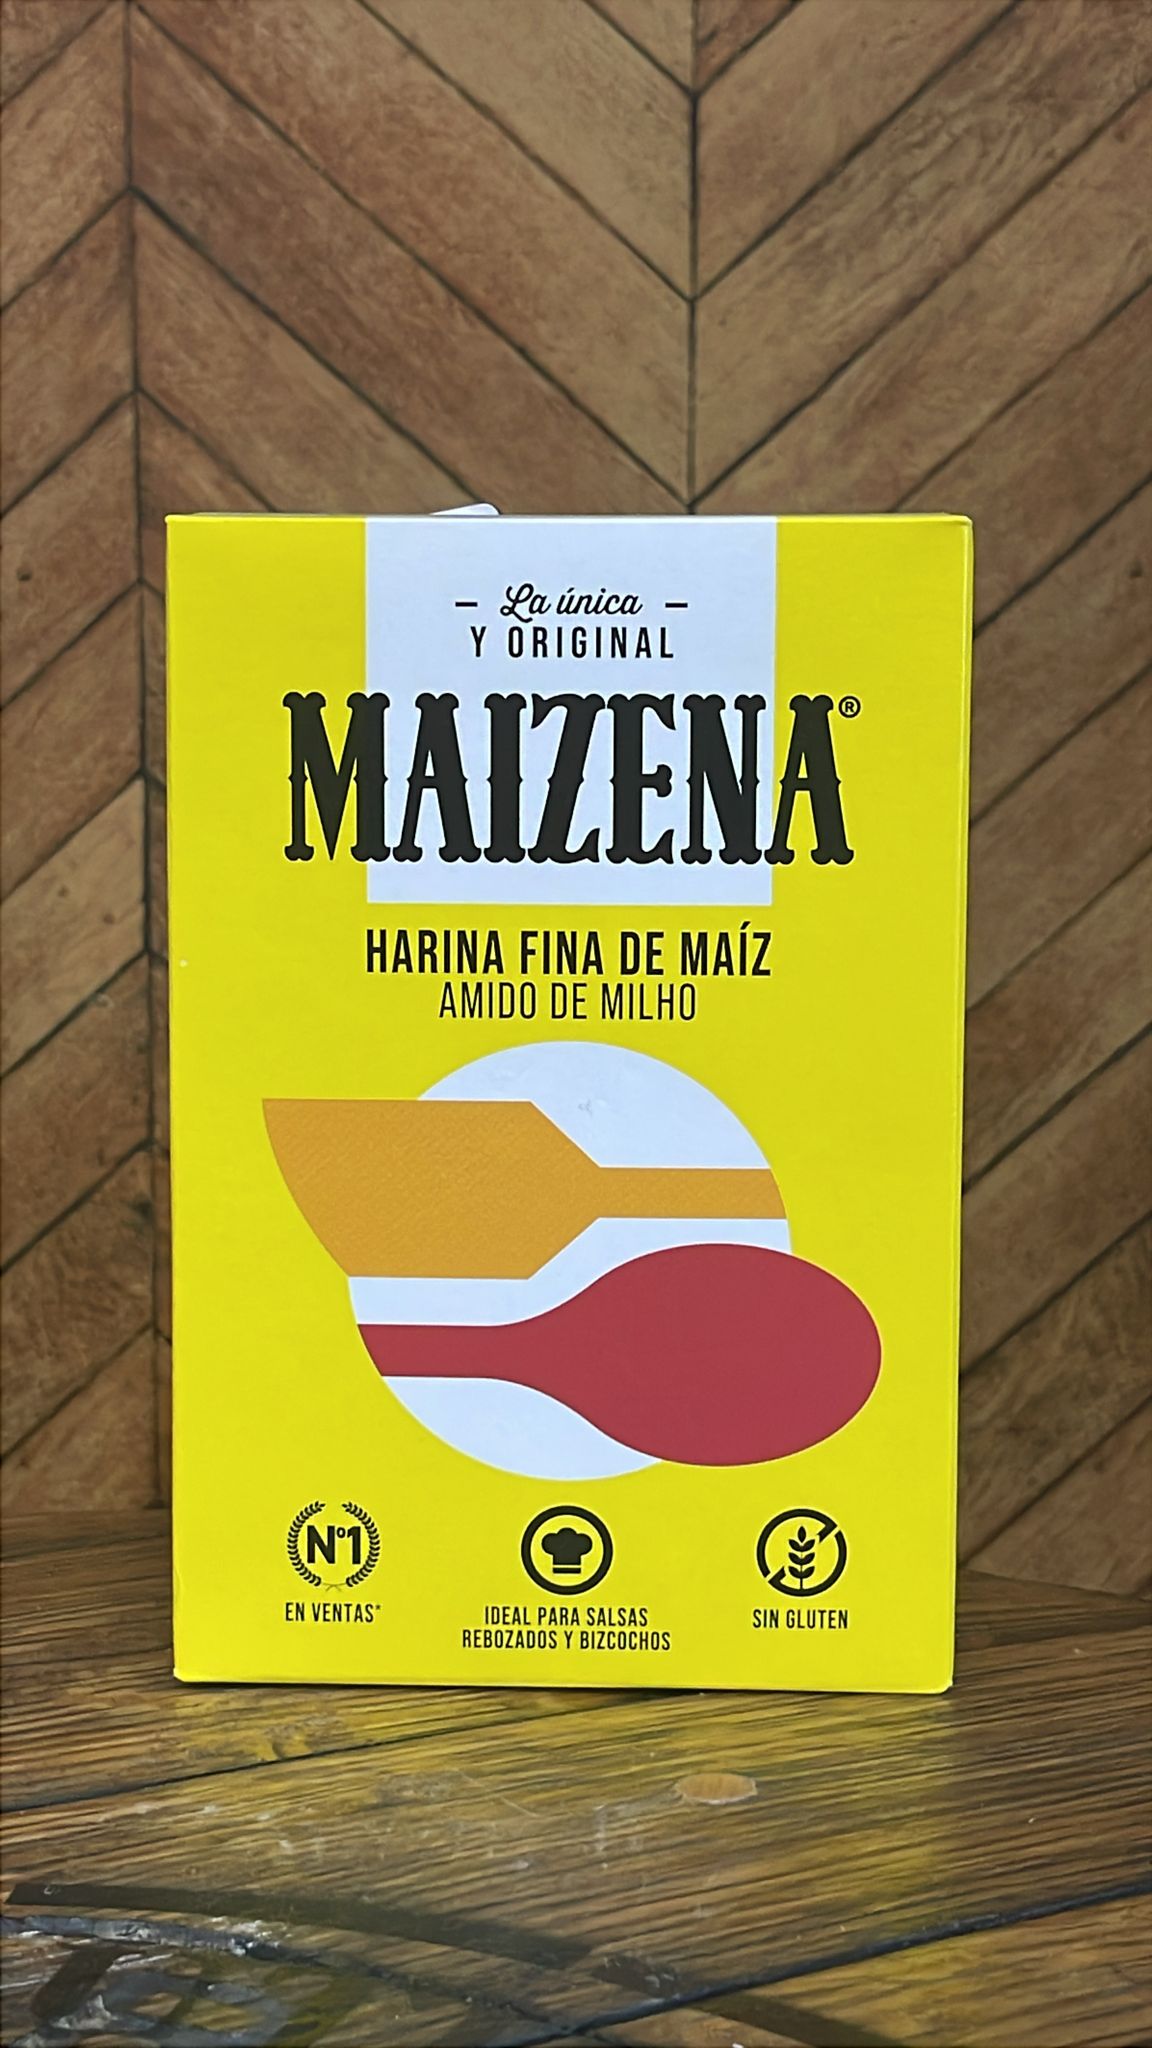 — La única —
Y ORIGINAL
MAIZENA®
HARINA FINA DE MAÍZ
AMIDO DE MILHO
Nº1
EN VENTAS*
IDEAL PARA SALSAS
REBOZADOS Y BIZCOCHOS
SIN GLUTEN